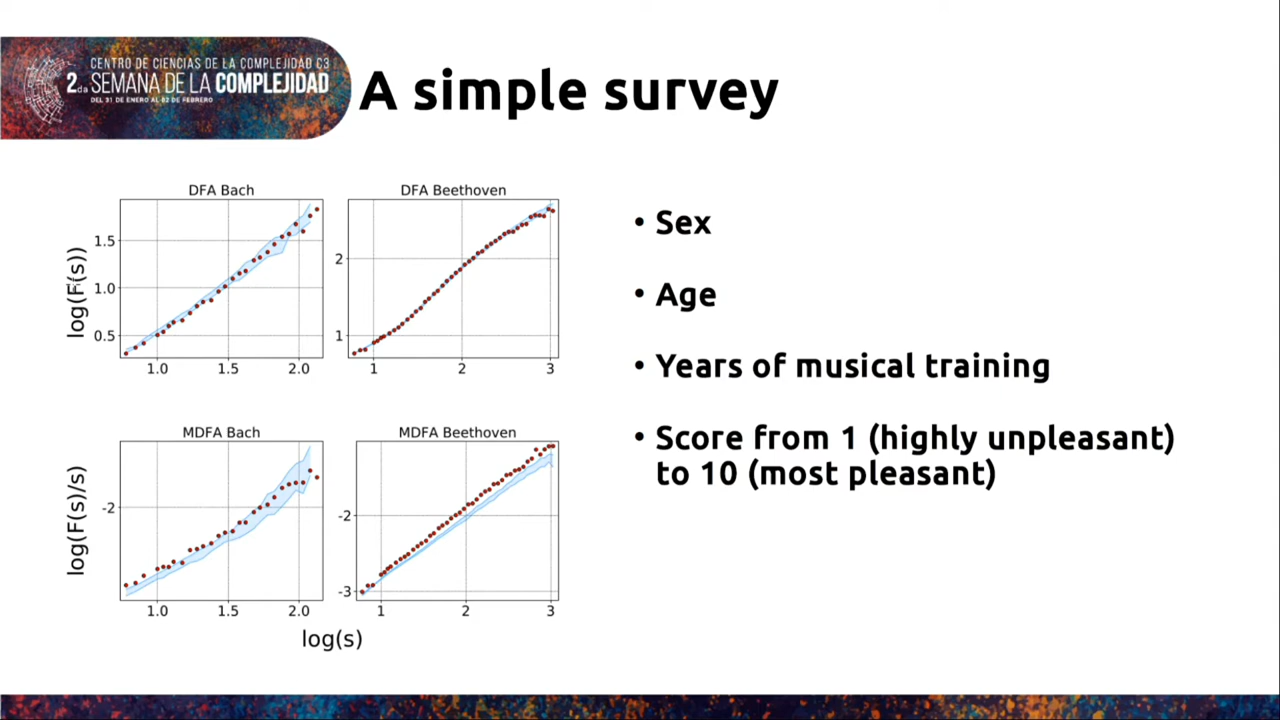 CENTRO DE CIENCIAS DE LA COMPLEJIDAD C3
2da SEMANA DE LA COMPLEJIDAD
DEL 31 DE ENERO AL 02 DE FEBRERO
A simple survey
DFA Bach
DFA Beethoven
log(F(s))
1.5
1.0
0.5
1.0 1.5 2.0
2
1
1 2 3
MDFA Bach
MDFA Beethoven
log(F(s)/s)
-2
1.0 1.5 2.0
-2
-3
1 2 3
log(s)
• Sex
• Age
• Years of musical training
• Score from 1 (highly unpleasant)
to 10 (most pleasant)